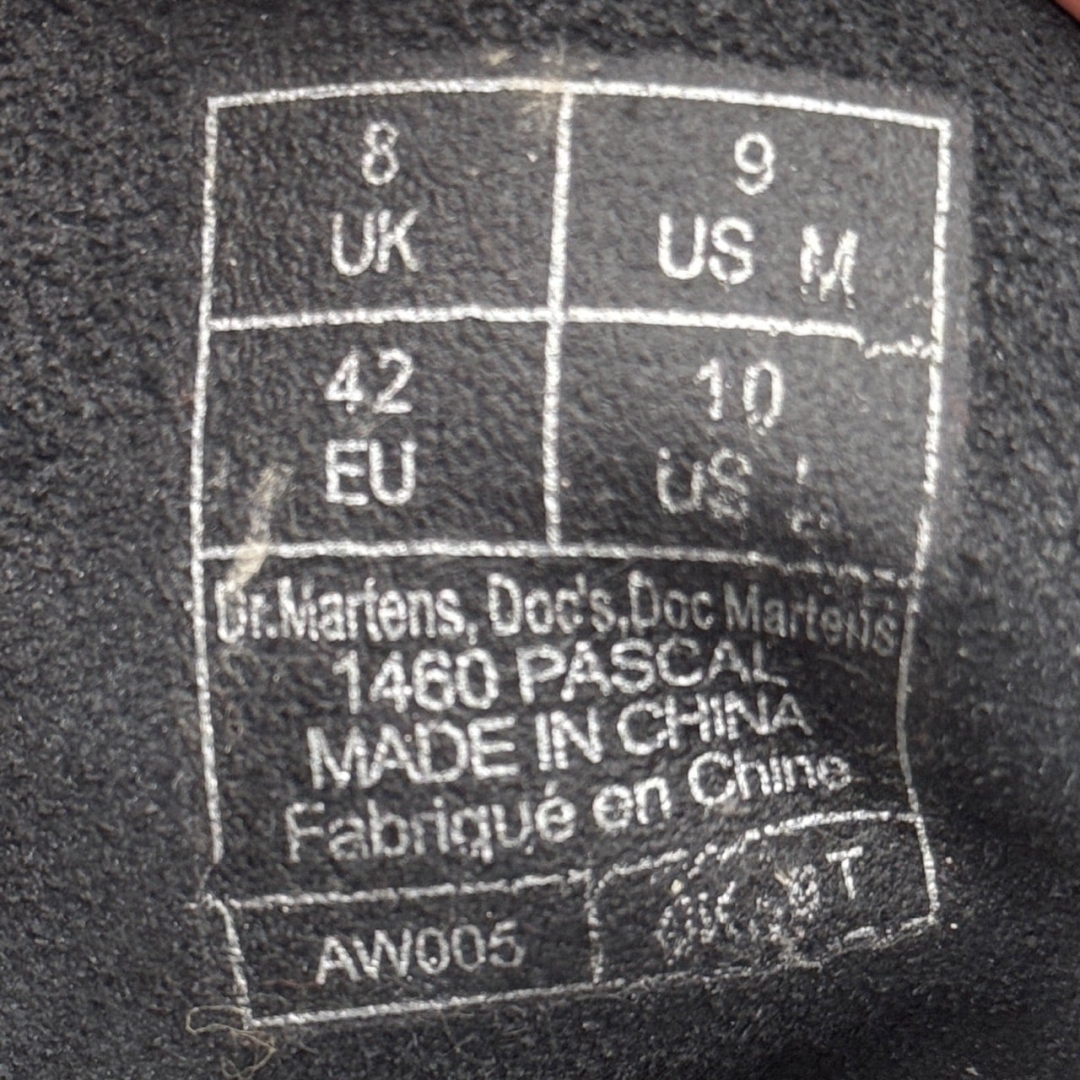 8
UK
9
US M
42
EU
10
US
Dr.Martens, Doc's,Doc Martens
1460 PASCAL
MADE IN CHINA
Fabriqué en Chine
AW005